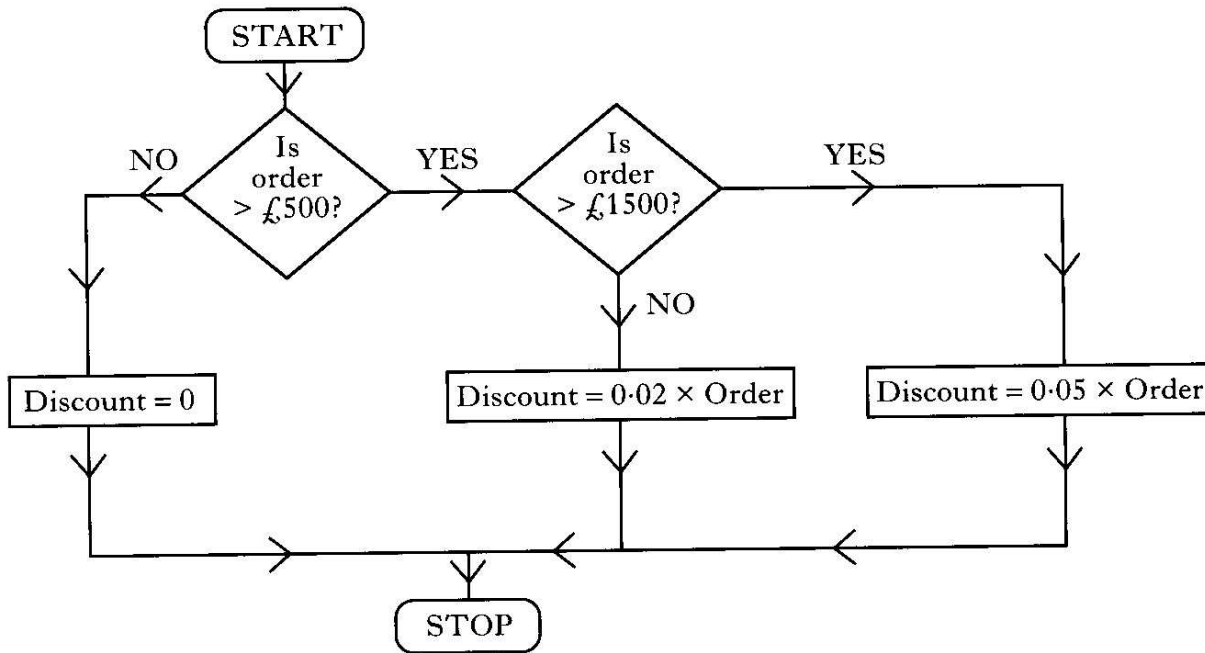 START
Is
order
> £500?
NO
YES
Is
order
> £1500?
YES
NO
Discount = 0
Discount = 0·02 × Order
Discount = 0·05 × Order
STOP